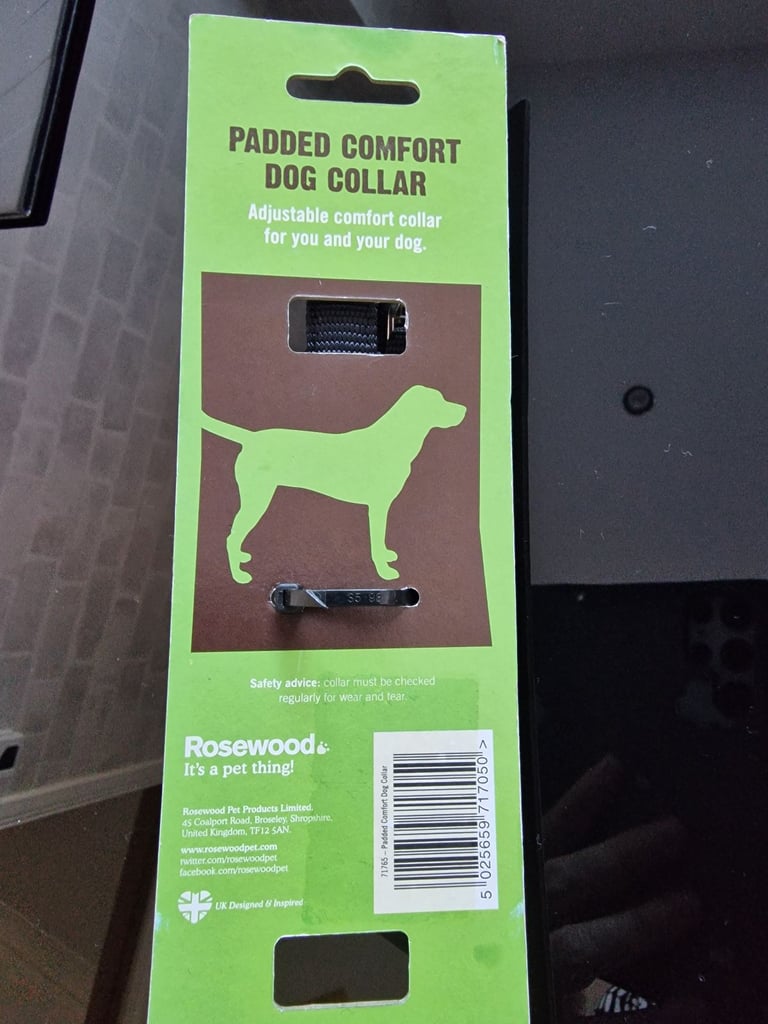 PADDED COMFORT
DOG COLLAR
Adjustable comfort collar
for you and your dog.
Safety advice: collar must be checked
regularly for wear and tear.
Rosewood
It's a pet thing!
Rosewood Pet Products Limited.
45 Coalport Road, Broseley, Shropshire,
United Kingdom, TF12 5AN.
www.rosewoodpet.com
twitter.com/rosewoodpet
facebook.com/rosewoodpet
UK Designed & Inspired
71765 – Padded Comfort Dog Collar
5 025659 717050 >